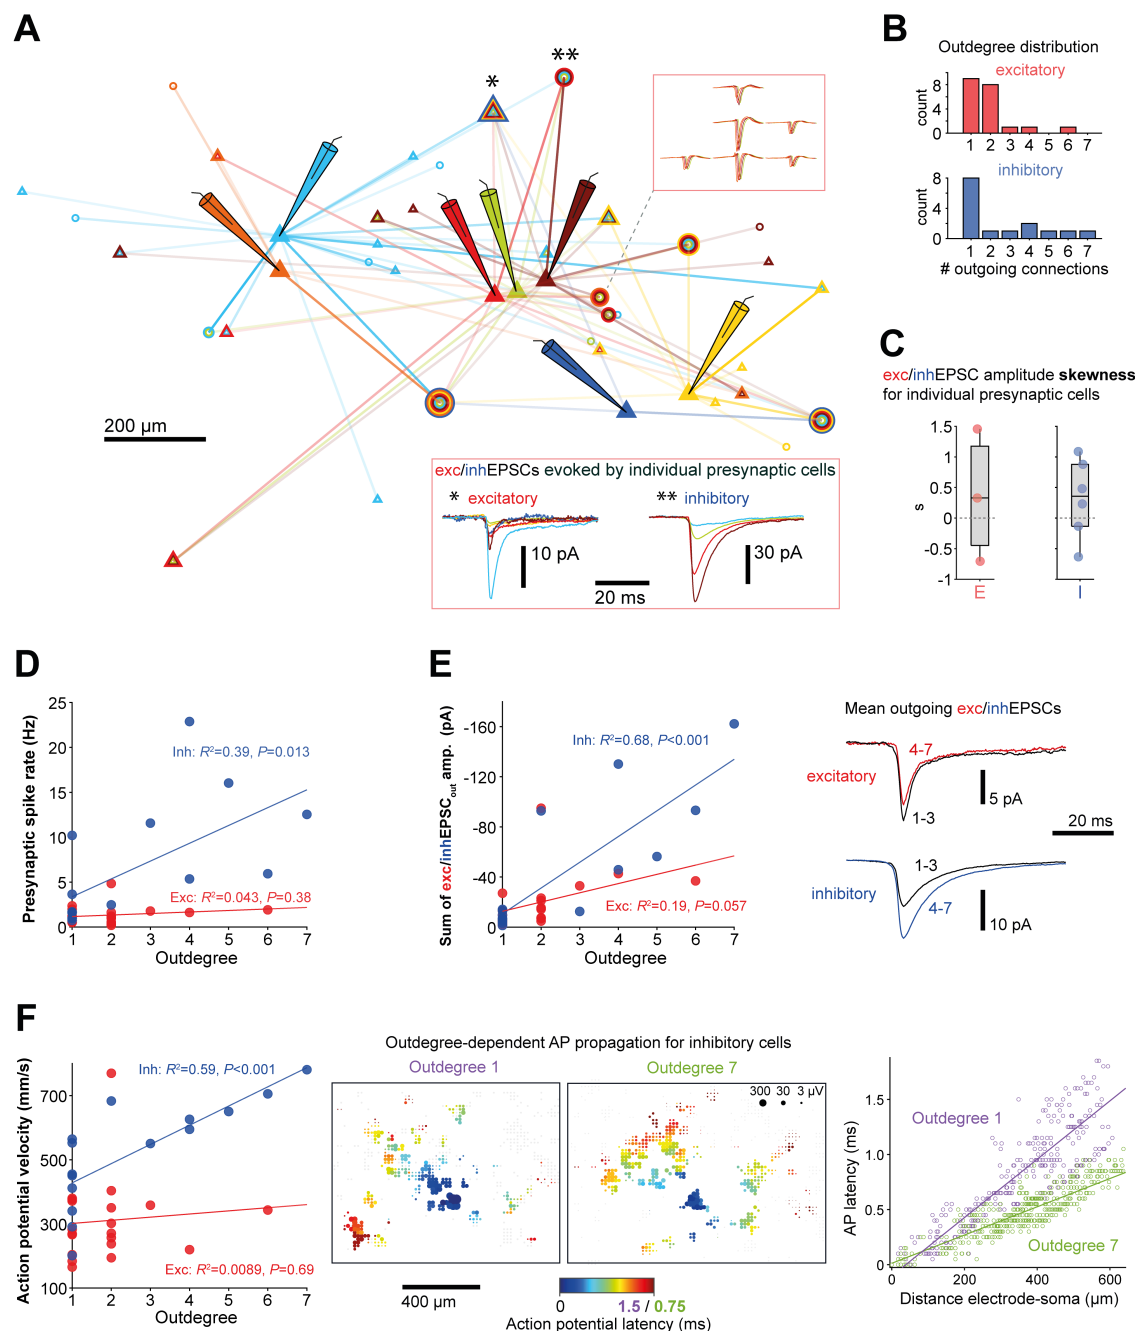 A
*
**
200 µm
exc/inhEPSCs evoked by individual presynaptic cells
* excitatory
** inhibitory
10 pA
30 pA
20 ms
B
Outdegree distribution
excitatory
count
8
4
0
1 2 3 4 5 6 7
inhibitory
count
8
4
0
1 2 3 4 5 6 7
# outgoing connections
C
exc/inhEPSC amplitude skewness
for individual presynaptic cells
s
1.5
1
0.5
0
-0.5
-1
E
I
D
Presynaptic spike rate (Hz)
25
20
15
10
5
0
Inh: R²=0.39, P=0.013
Exc: R²=0.043, P=0.38
1 2 3 4 5 6 7
Outdegree
E
Sum of exc/inhEPSCout amp. (pA)
-160
-120
-80
-40
0
Inh: R²=0.68, P<0.001
Exc: R²=0.19, P=0.057
1 2 3 4 5 6 7
Outdegree
Mean outgoing exc/inhEPSCs
excitatory
4-7
1-3
5 pA
20 ms
inhibitory
1-3
4-7
10 pA
F
Action potential velocity (mm/s)
700
500
300
100
Inh: R²=0.59, P<0.001
Exc: R²=0.0089, P=0.69
1 2 3 4 5 6 7
Outdegree
Outdegree-dependent AP propagation for inhibitory cells
Outdegree 1
Outdegree 7
300 30 3 µV
400 µm
0
1.5 / 0.75
Action potential latency (ms)
AP latency (ms)
1.5
1.0
0.5
0
Outdegree 1
Outdegree 7
0 200 400 600
Distance electrode-soma (µm)